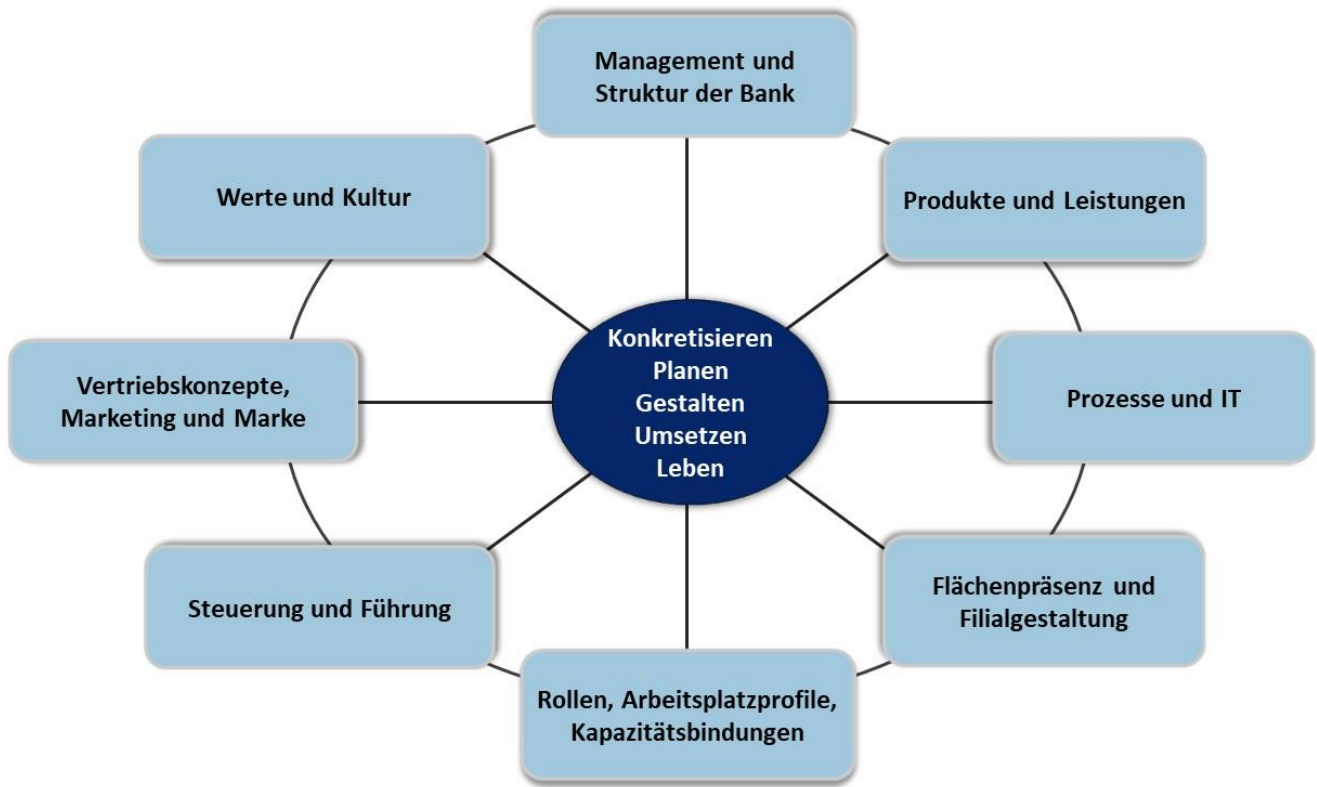 Management und
Struktur der Bank
Produkte und Leistungen
Prozesse und IT
Flächenpräsenz und
Filialgestaltung
Rollen, Arbeitsplatzprofile,
Kapazitätsbindungen
Steuerung und Führung
Vertriebskonzepte,
Marketing und Marke
Werte und Kultur
Konkretisieren
Planen
Gestalten
Umsetzen
Leben